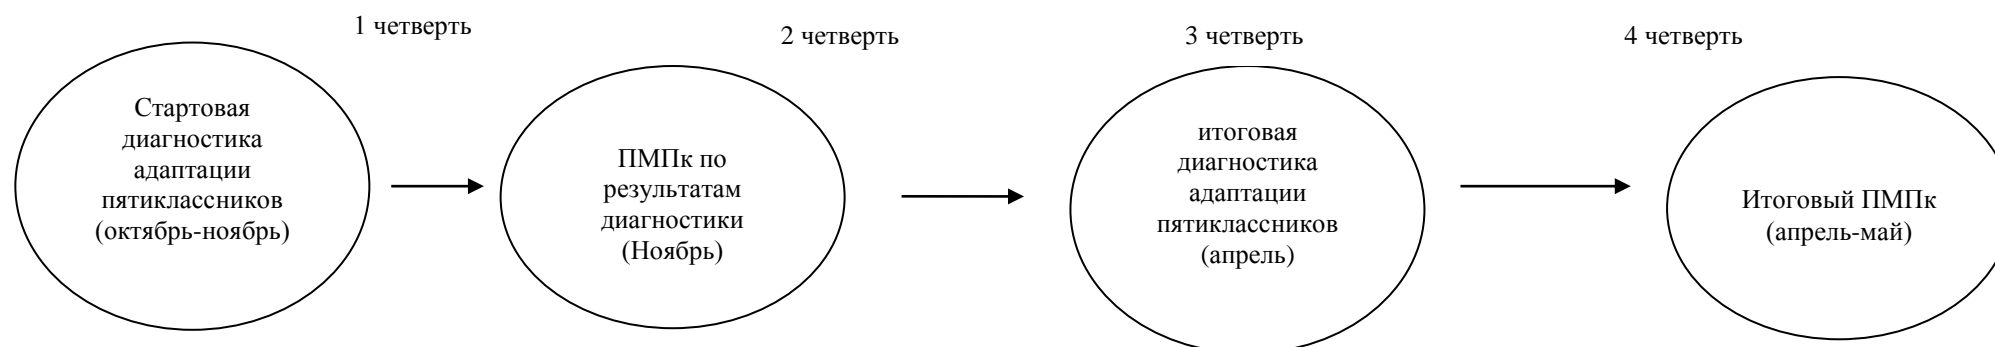 1 четверть
2 четверть
3 четверть
4 четверть
Стартовая
диагностика
адаптации
пятиклассников
(октябрь-ноябрь)
ПМПк по
результатам
диагностики
(Ноябрь)
итоговая
диагностика
адаптации
пятиклассников
(апрель)
Итоговый ПМПк
(апрель-май)